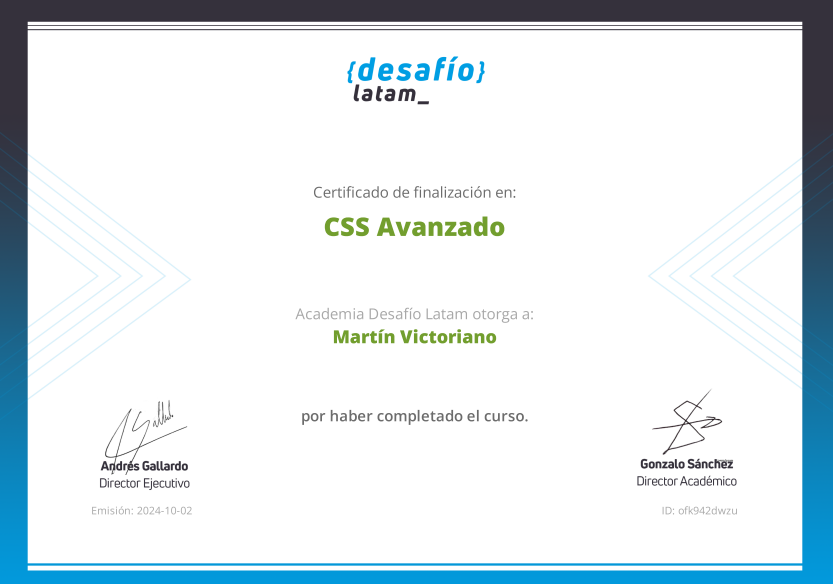 {desafío}
latam_
Certificado de finalización en:
CSS Avanzado
Academia Desafío Latam otorga a:
Martín Victoriano
por haber completado el curso.
Andrés Gallardo
Director Ejecutivo
Emisión: 2024-10-02
Gonzalo Sánchez
Director Académico
ID: ofk942dwzu